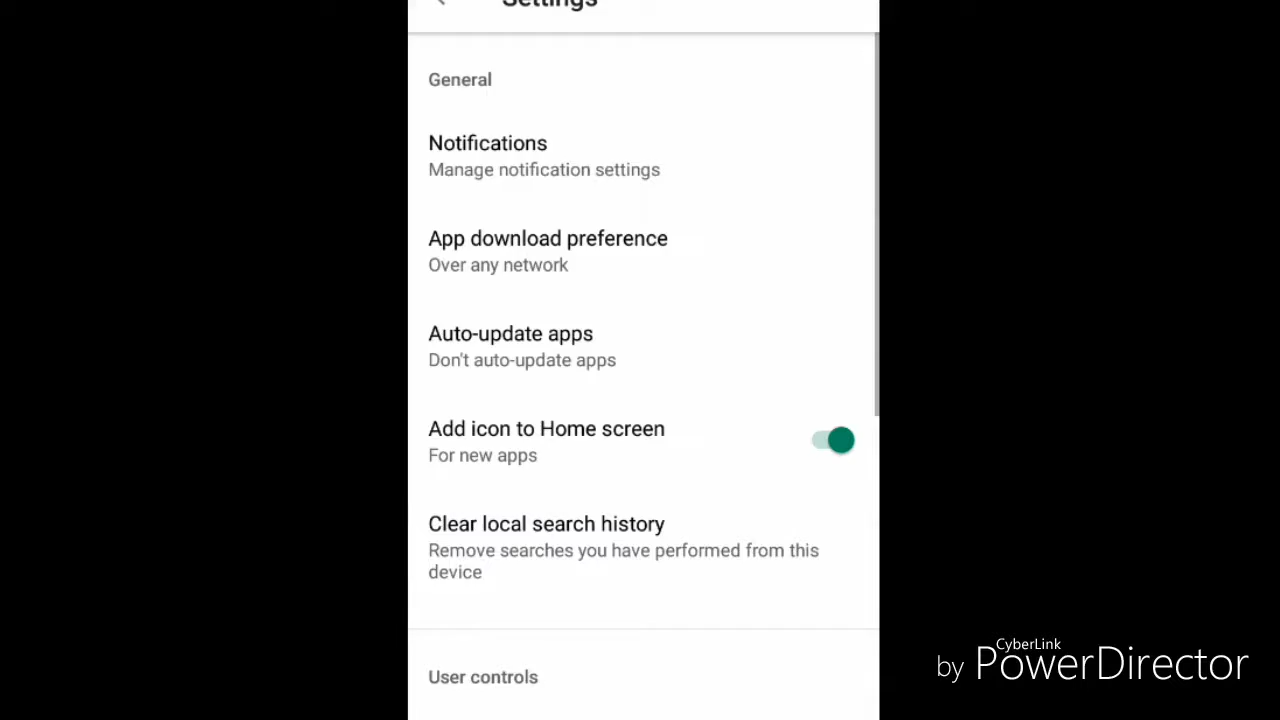 Settings
General
Notifications
Manage notification settings
App download preference
Over any network
Auto-update apps
Don't auto-update apps
Add icon to Home screen
For new apps
Clear local search history
Remove searches you have performed from this
device
User controls
CyberLink
by PowerDirector